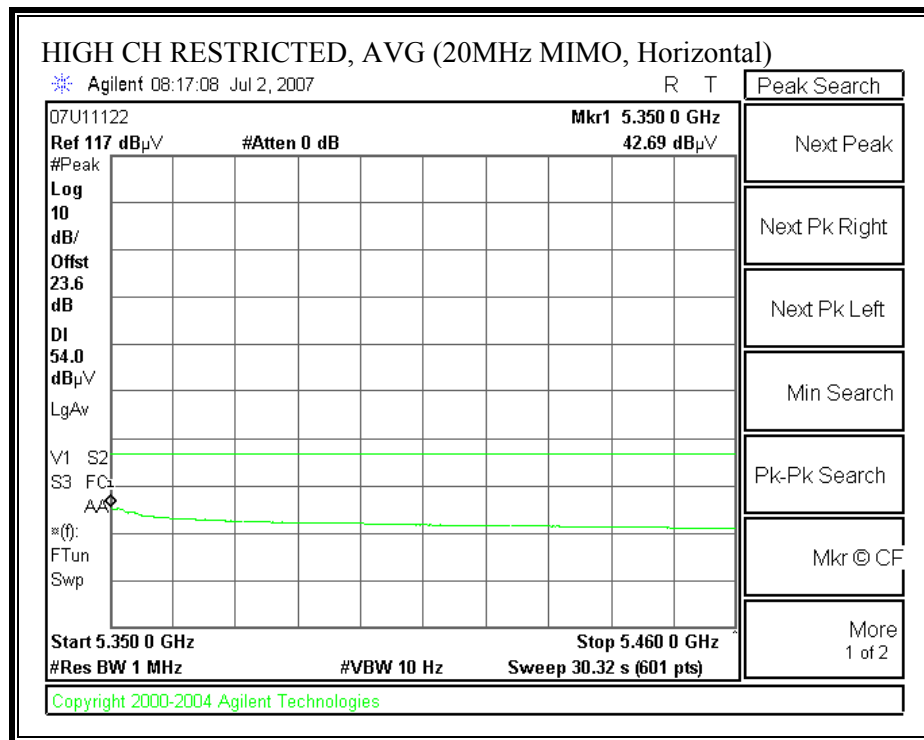 HIGH CH RESTRICTED, AVG (20MHz MIMO, Horizontal)
Agilent 08:17:08 Jul 2, 2007 R T
Peak Search
07U11122
Mkr1 5.350 0 GHz
Ref 117 dBµV #Atten 0 dB 42.69 dBµV
#Peak
Log
10
dB/
Offst
23.6
dB
DI
54.0
dBµV
LgAv
V1 S2
S3 FC
AA
¤(f):
FTun
Swp
1
Start 5.350 0 GHz Stop 5.460 0 GHz
#Res BW 1 MHz #VBW 10 Hz Sweep 30.32 s (601 pts)
Copyright 2000-2004 Agilent Technologies
Next Peak
Next Pk Right
Next Pk Left
Min Search
Pk-Pk Search
Mkr © CF
More
1 of 2